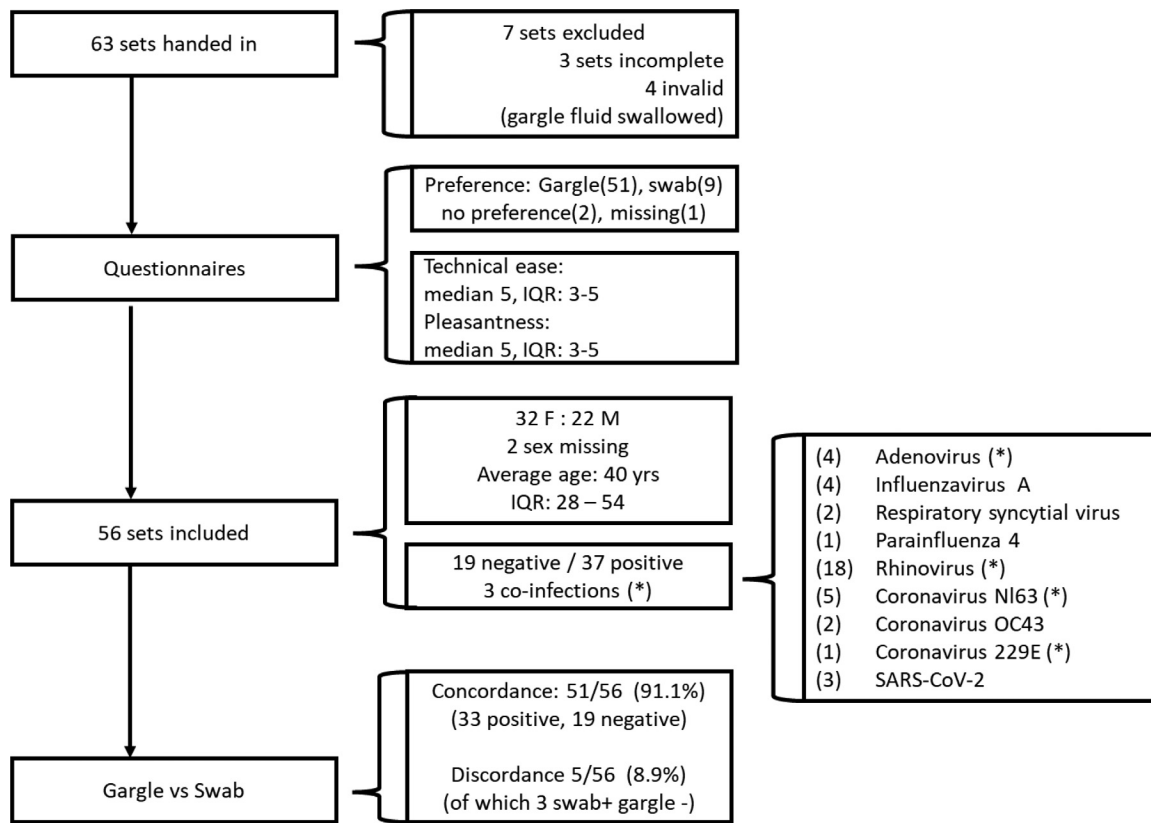 63 sets handed in
7 sets excluded
3 sets incomplete
4 invalid
(gargle fluid swallowed)
Questionnaires
Preference: Gargle(51), swab(9)
no preference(2), missing(1)
Technical ease:
median 5, IQR: 3-5
Pleasantness:
median 5, IQR: 3-5
56 sets included
32 F : 22 M
2 sex missing
Average age: 40 yrs
IQR: 28 – 54
19 negative / 37 positive
3 co-infections (*)
(4) Adenovirus (*)
(4) Influenzavirus A
(2) Respiratory syncytial virus
(1) Parainfluenza 4
(18) Rhinovirus (*)
(5) Coronavirus Nl63 (*)
(2) Coronavirus OC43
(1) Coronavirus 229E (*)
(3) SARS-CoV-2
Gargle vs Swab
Concordance: 51/56 (91.1%)
(33 positive, 19 negative)
Discordance 5/56 (8.9%)
(of which 3 swab+ gargle -)